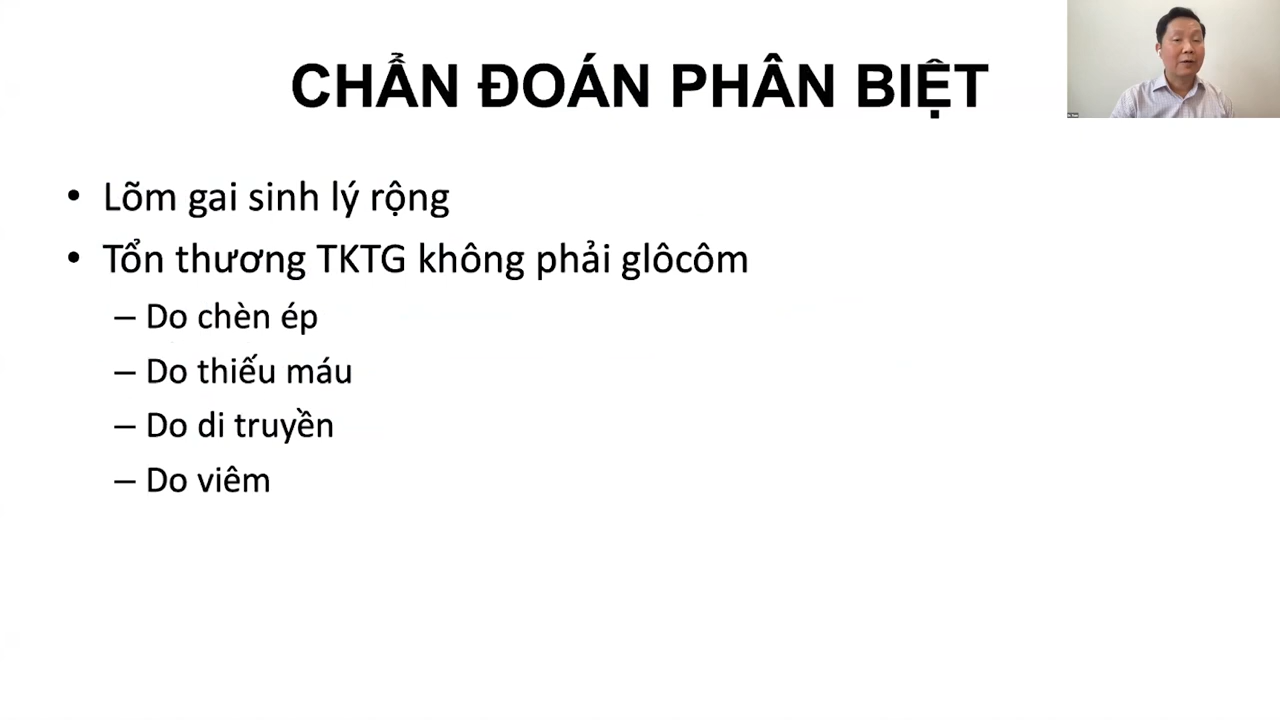 CHẨN ĐOÁN PHÂN BIỆT
• Lõm gai sinh lý rộng
• Tổn thương TKTG không phải glôcôm
– Do chèn ép
– Do thiếu máu
– Do di truyền
– Do viêm